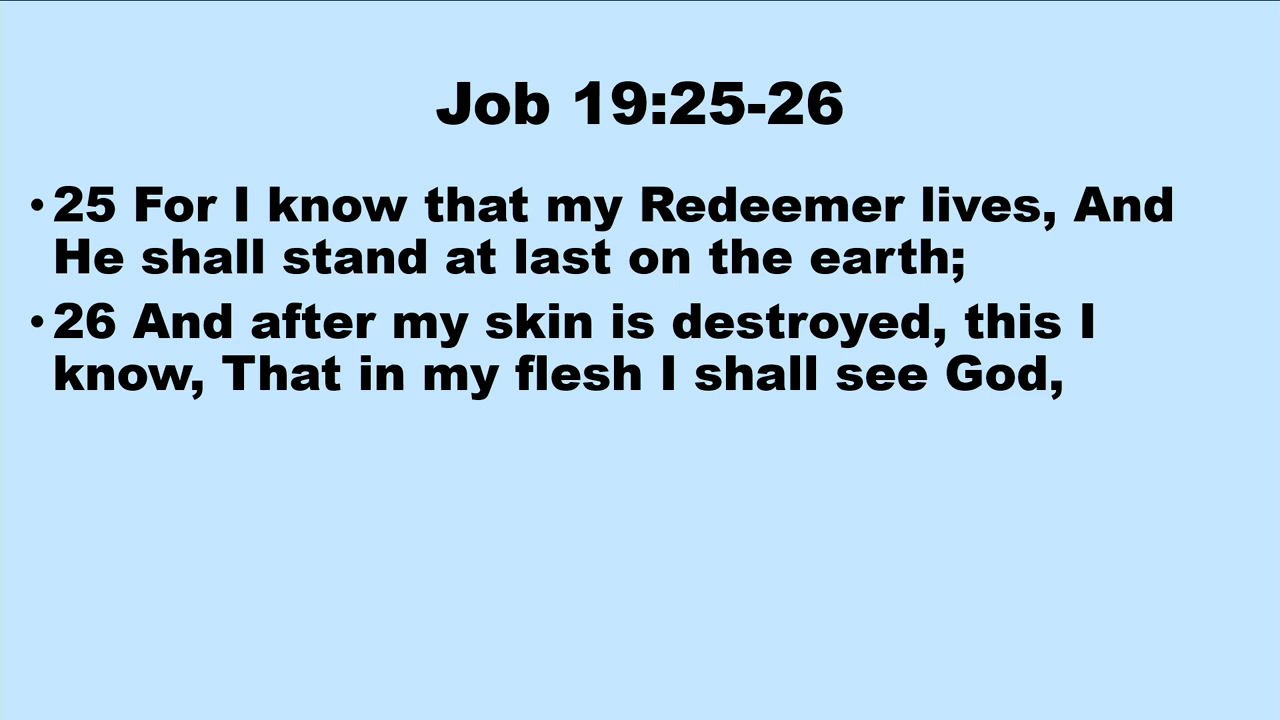 Job 19:25-26
• 25 For I know that my Redeemer lives, And
He shall stand at last on the earth;
• 26 And after my skin is destroyed, this I
know, That in my flesh I shall see God,